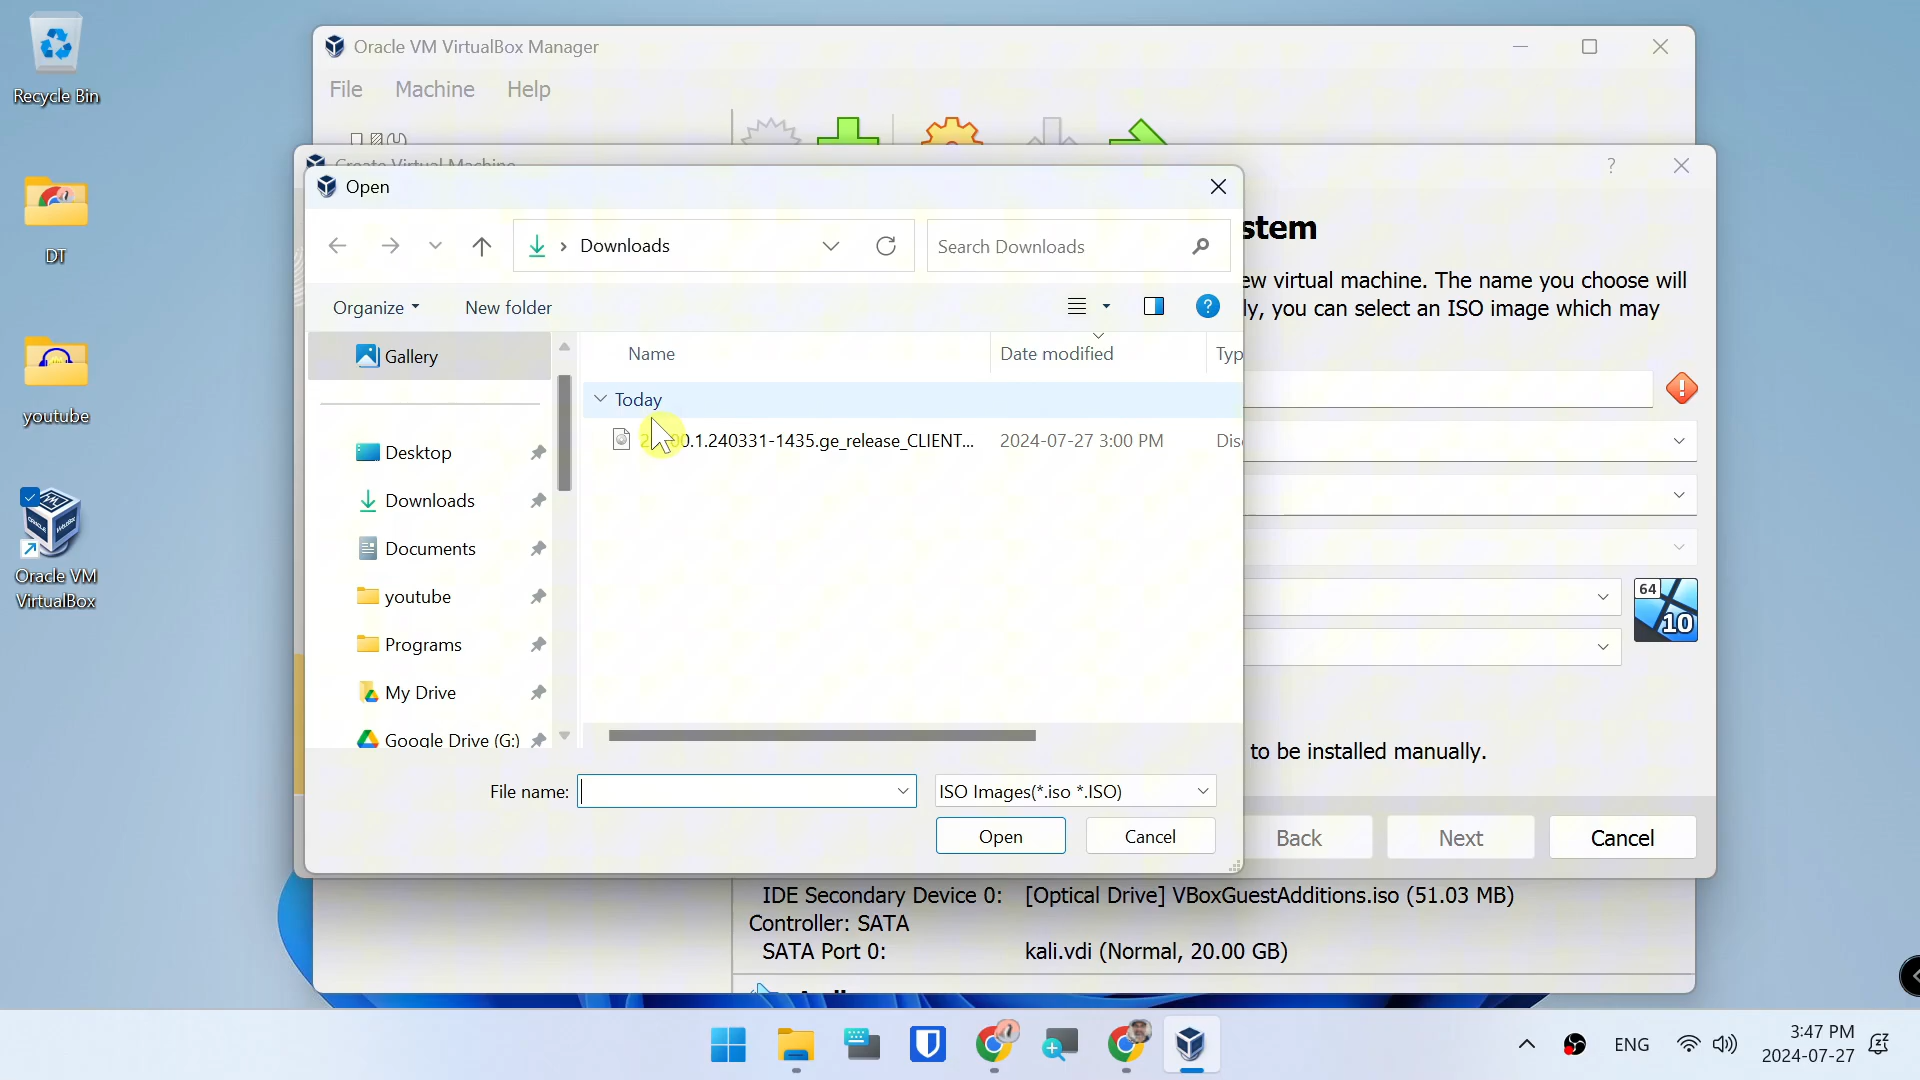 Recycle Bin
DT
youtube
Oracle VM
VirtualBox
Oracle VM VirtualBox Manager
File
Machine
Help
Create Virtual Machine
?
Open
Downloads
Search Downloads
Organize
New folder
?
Gallery
Desktop
Downloads
Documents
youtube
Programs
My Drive
Google Drive (G:)
Name
Date modified
Typ
Today
0.1.240331-1435.ge_release_CLIENT...
2024-07-27 3:00 PM
Dis
File name:
ISO Images(*.iso *.ISO)
Open
Cancel
stem
ew virtual machine. The name you choose will
ly, you can select an ISO image which may
64
10
to be installed manually.
Back
Next
Cancel
IDE Secondary Device 0:
[Optical Drive] VBoxGuestAdditions.iso (51.03 MB)
Controller: SATA
SATA Port 0:
kali.vdi (Normal, 20.00 GB)
ENG
3:47 PM
2024-07-27